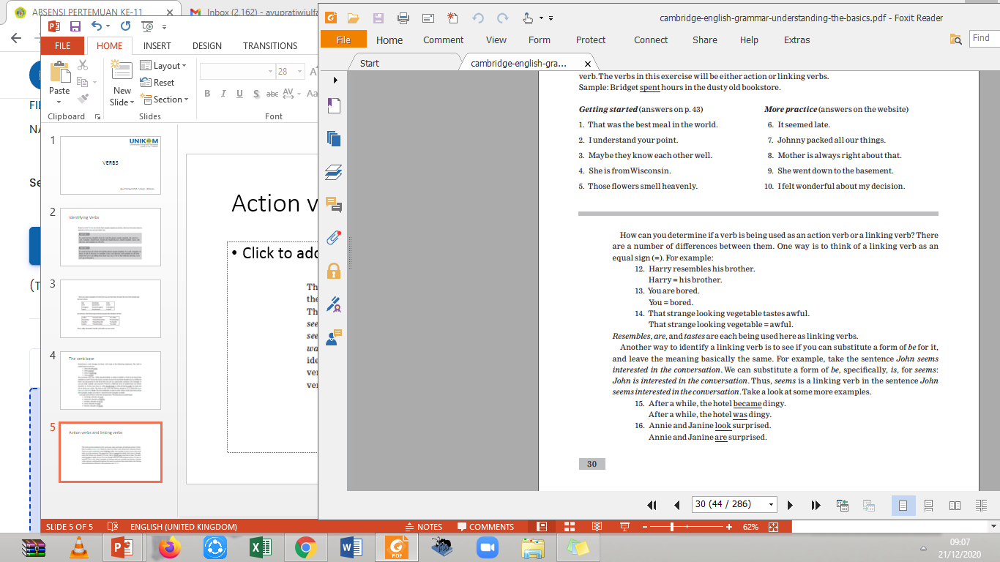 ABSENSI PERTEMUAN KE-11
Inbox (2.162) - ayupratiwiulfa
PowerPoint
FILE
HOME
INSERT
DESIGN
TRANSITIONS
Paste
New
Slide
Layout
Reset
Section
28
B I U S abc AV
Clipboard
Slides
Font
1
UNIKOM
VERBS
2
Identifying Verbs
3
4
The verb base
5
Action verbs and linking verbs
Action v
• Click to add
Th
the
Th
see
see
wa
ide
ver
ver
SLIDE 5 OF 5
ENGLISH (UNITED KINGDOM)
NOTES
COMMENTS
62%
cambridge-english-grammar-understanding-the-basics.pdf - Foxit Reader
File
Home
Comment
View
Form
Protect
Connect
Share
Help
Extras
Find
Start
cambridge-english-gra...
verb. The verbs in this exercise will be either action or linking verbs.
Sample: Bridget spent hours in the dusty old bookstore.
Getting started (answers on p. 43)
1. That was the best meal in the world.
2. I understand your point.
3. Maybe they know each other well.
4. She is from Wisconsin.
5. Those flowers smell heavenly.
More practice (answers on the website)
6. It seemed late.
7. Johnny packed all our things.
8. Mother is always right about that.
9. She went down to the basement.
10. I felt wonderful about my decision.
How can you determine if a verb is being used as an action verb or a linking verb? There
are a number of differences between them. One way is to think of a linking verb as an
equal sign (=). For example:
12. Harry resembles his brother.
Harry = his brother.
13. You are bored.
You = bored.
14. That strange looking vegetable tastes awful.
That strange looking vegetable = awful.
Resembles, are, and tastes are each being used here as linking verbs.
Another way to identify a linking verb is to see if you can substitute a form of be for it,
and leave the meaning basically the same. For example, take the sentence John seems
interested in the conversation. We can substitute a form of be, specifically, is, for seems:
John is interested in the conversation. Thus, seems is a linking verb in the sentence John
seems interested in the conversation. Take a look at some more examples.
15. After a while, the hotel became dingy.
After a while, the hotel was dingy.
16. Annie and Janine look surprised.
Annie and Janine are surprised.
30
30 (44 / 286)
09:07
21/12/2020